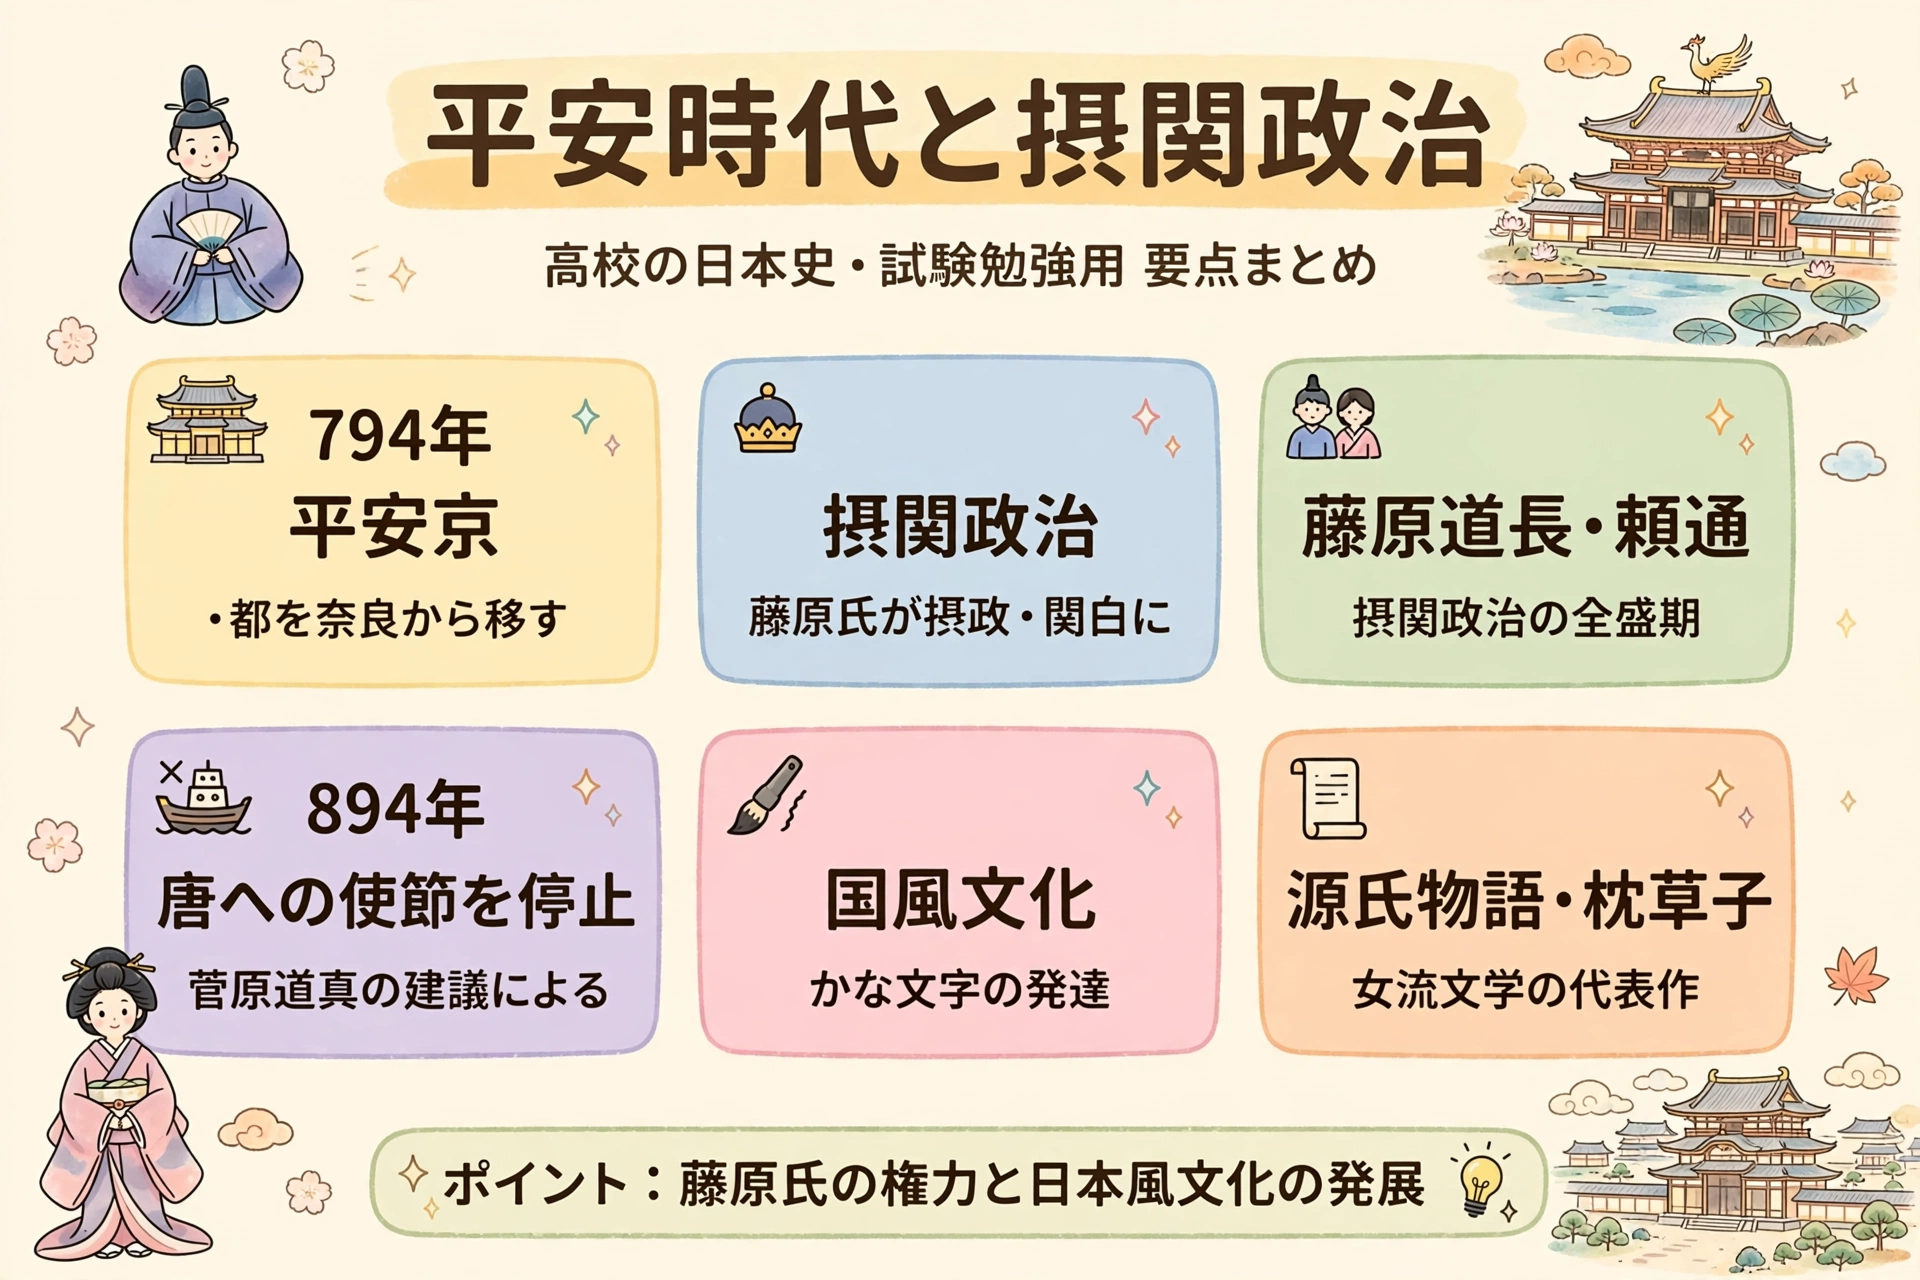 平安時代と摂関政治
高校の日本史・試験勉強用 要点まとめ
794年
平安京
・都を奈良から移す
摂関政治
藤原氏が摂政・関白に
藤原道長・頼通
摂関政治の全盛期
894年
唐への使節を停止
菅原道真の建議による
国風文化
かな文字の発達
源氏物語・枕草子
女流文学の代表作
ポイント：藤原氏の権力と日本風文化の発展